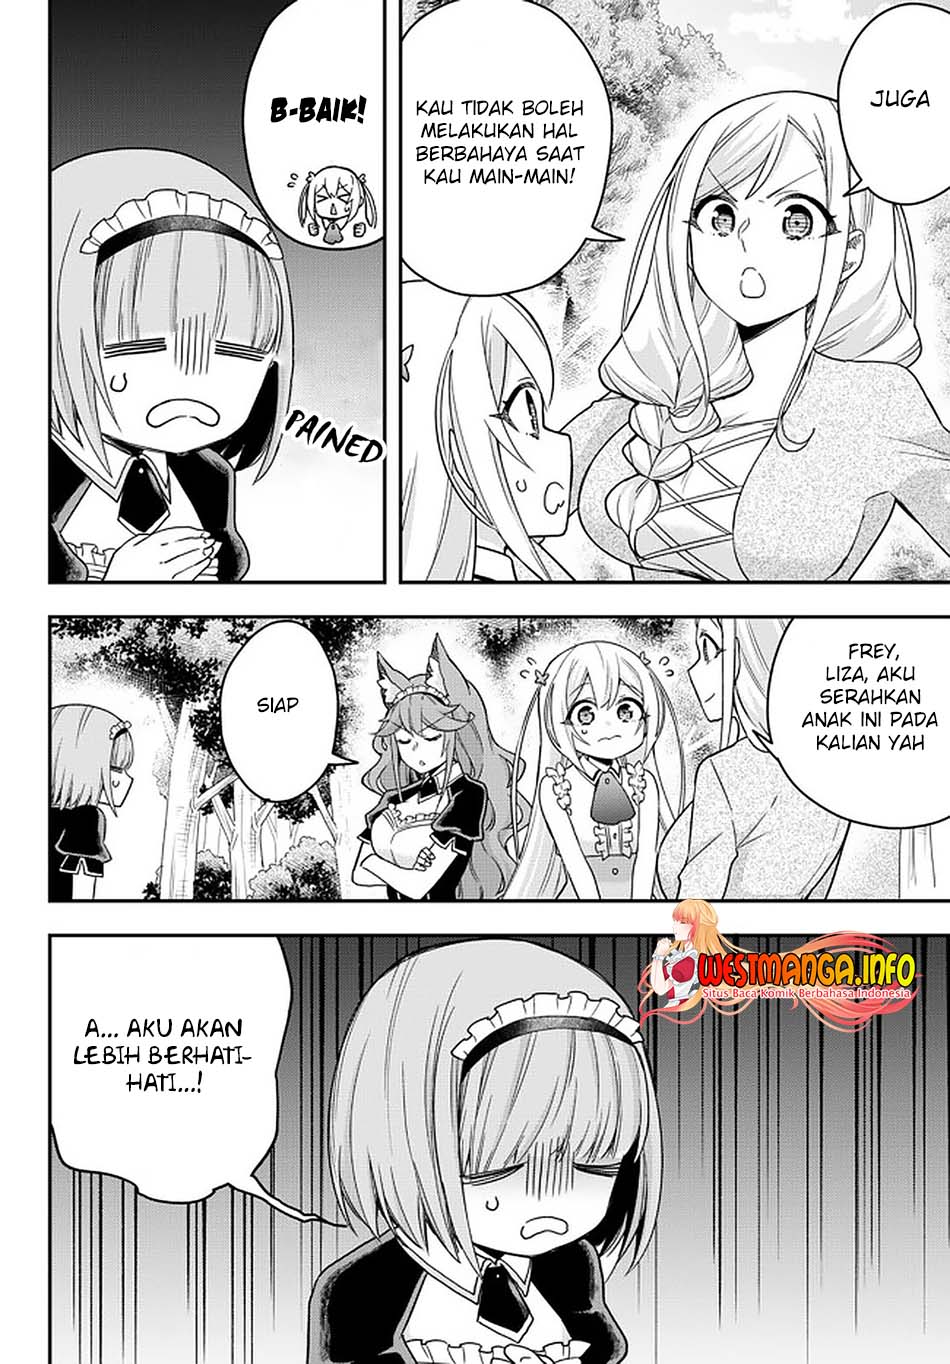 JUGA
KAU TIDAK BOLEH
MELAKUKAN HAL
BERBAHAYA SAAT
KAU MAIN-MAIN!
B-BAIK!
PAINED
FREY,
LIZA, AKU
SERAHKAN
ANAK INI PADA
KALIAN YAH
SIAP
WESTMANGA.INFO
Situs Baca Komik Berbahasa Indonesia
A... AKU AKAN
LEBIH BERHATI-
HATI...!